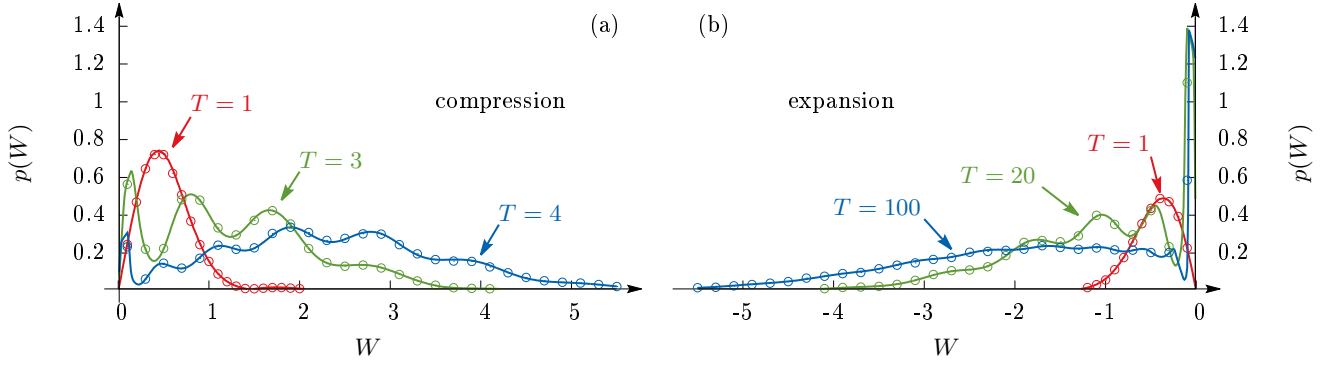 1.4
(a)
(b)
1.4
1.2
1.2
1
T = 1
compression
expansion
1
0.8
0.8
T = 1
p(W)
T = 3
T = 20
p(W)
0.6
0.6
0.4
T = 4
T = 100
0.4
0.2
0.2
0 1 2 3 4 5
-5 -4 -3 -2 -1 0
W
W